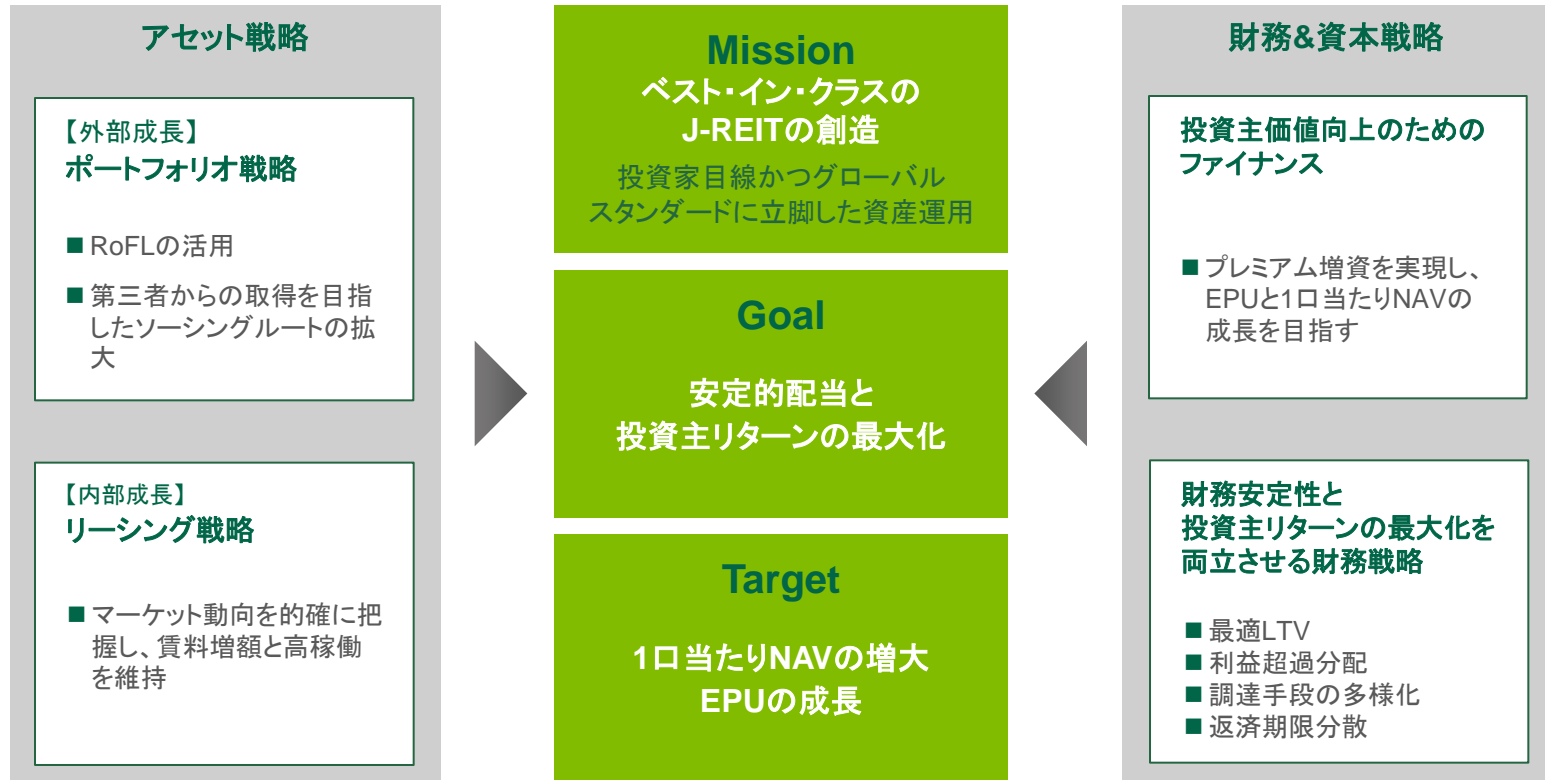 アセット戦略
【外部成長】
ポートフォリオ戦略
■ RoFLの活用
■ 第三者からの取得を目指
したソーシングルートの拡
大
【内部成長】
リーシング戦略
■ マーケット動向を的確に把
握し、賃料増額と高稼働
を維持
Mission
ベスト・イン・クラスの
J-REITの創造
投資家目線かつグローバル
スタンダードに立脚した資産運用
Goal
安定的配当と
投資主リターンの最大化
Target
1口当たりNAVの増大
EPUの成長
財務&資本戦略
投資主価値向上のための
ファイナンス
■ プレミアム増資を実現し、
EPUと1口当たりNAVの
成長を目指す
財務安定性と
投資主リターンの最大化を
両立させる財務戦略
■ 最適LTV
■ 利益超過分配
■ 調達手段の多様化
■ 返済期限分散